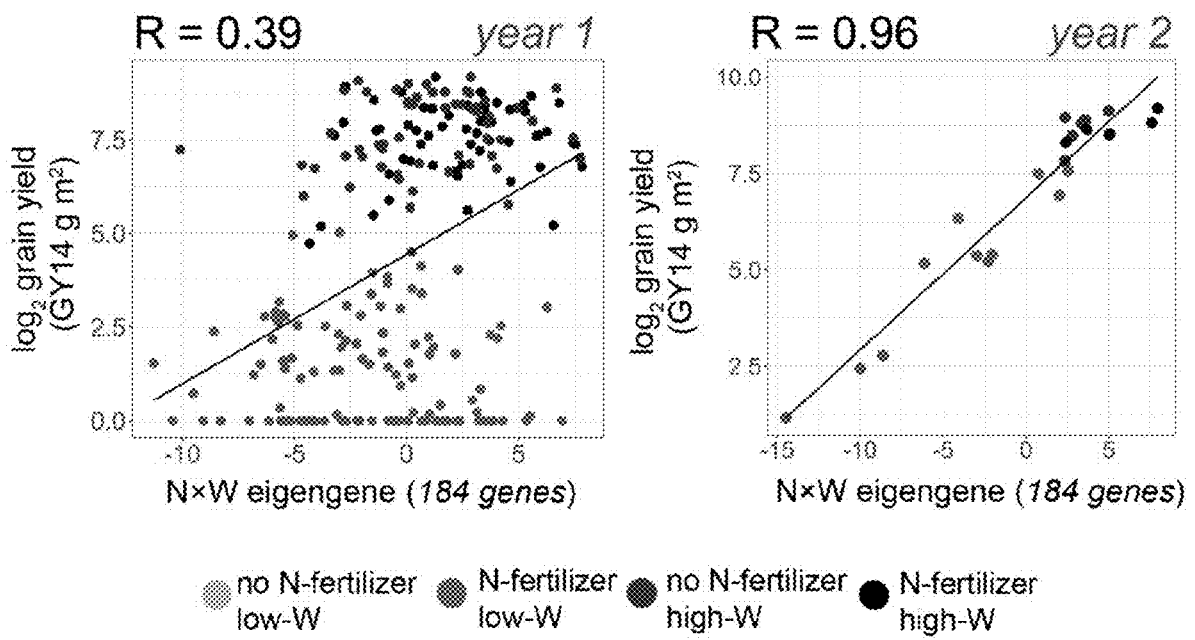 R = 0.39
year 1
log₂ grain yield
(GY14 g m²)
7.5
5.0
2.5
0.0
-10
-5
0
5
N×W eigengene (184 genes)
R = 0.96
year 2
log₂ grain yield
(GY14 g m²)
10.0
7.5
5.0
2.5
-15
-10
-5
0
5
N×W eigengene (184 genes)
no N-fertilizer
low-W
N-fertilizer
low-W
no N-fertilizer
high-W
N-fertilizer
high-W